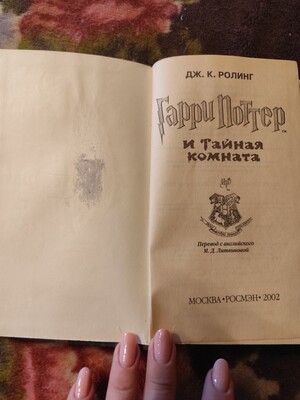 ДЖ. К. РОЛИНГ
Гарри Поттер
и Тайная
комната
Перевод с английского
М. Д. Литвиновой
МОСКВА · РОСМЭН · 2002